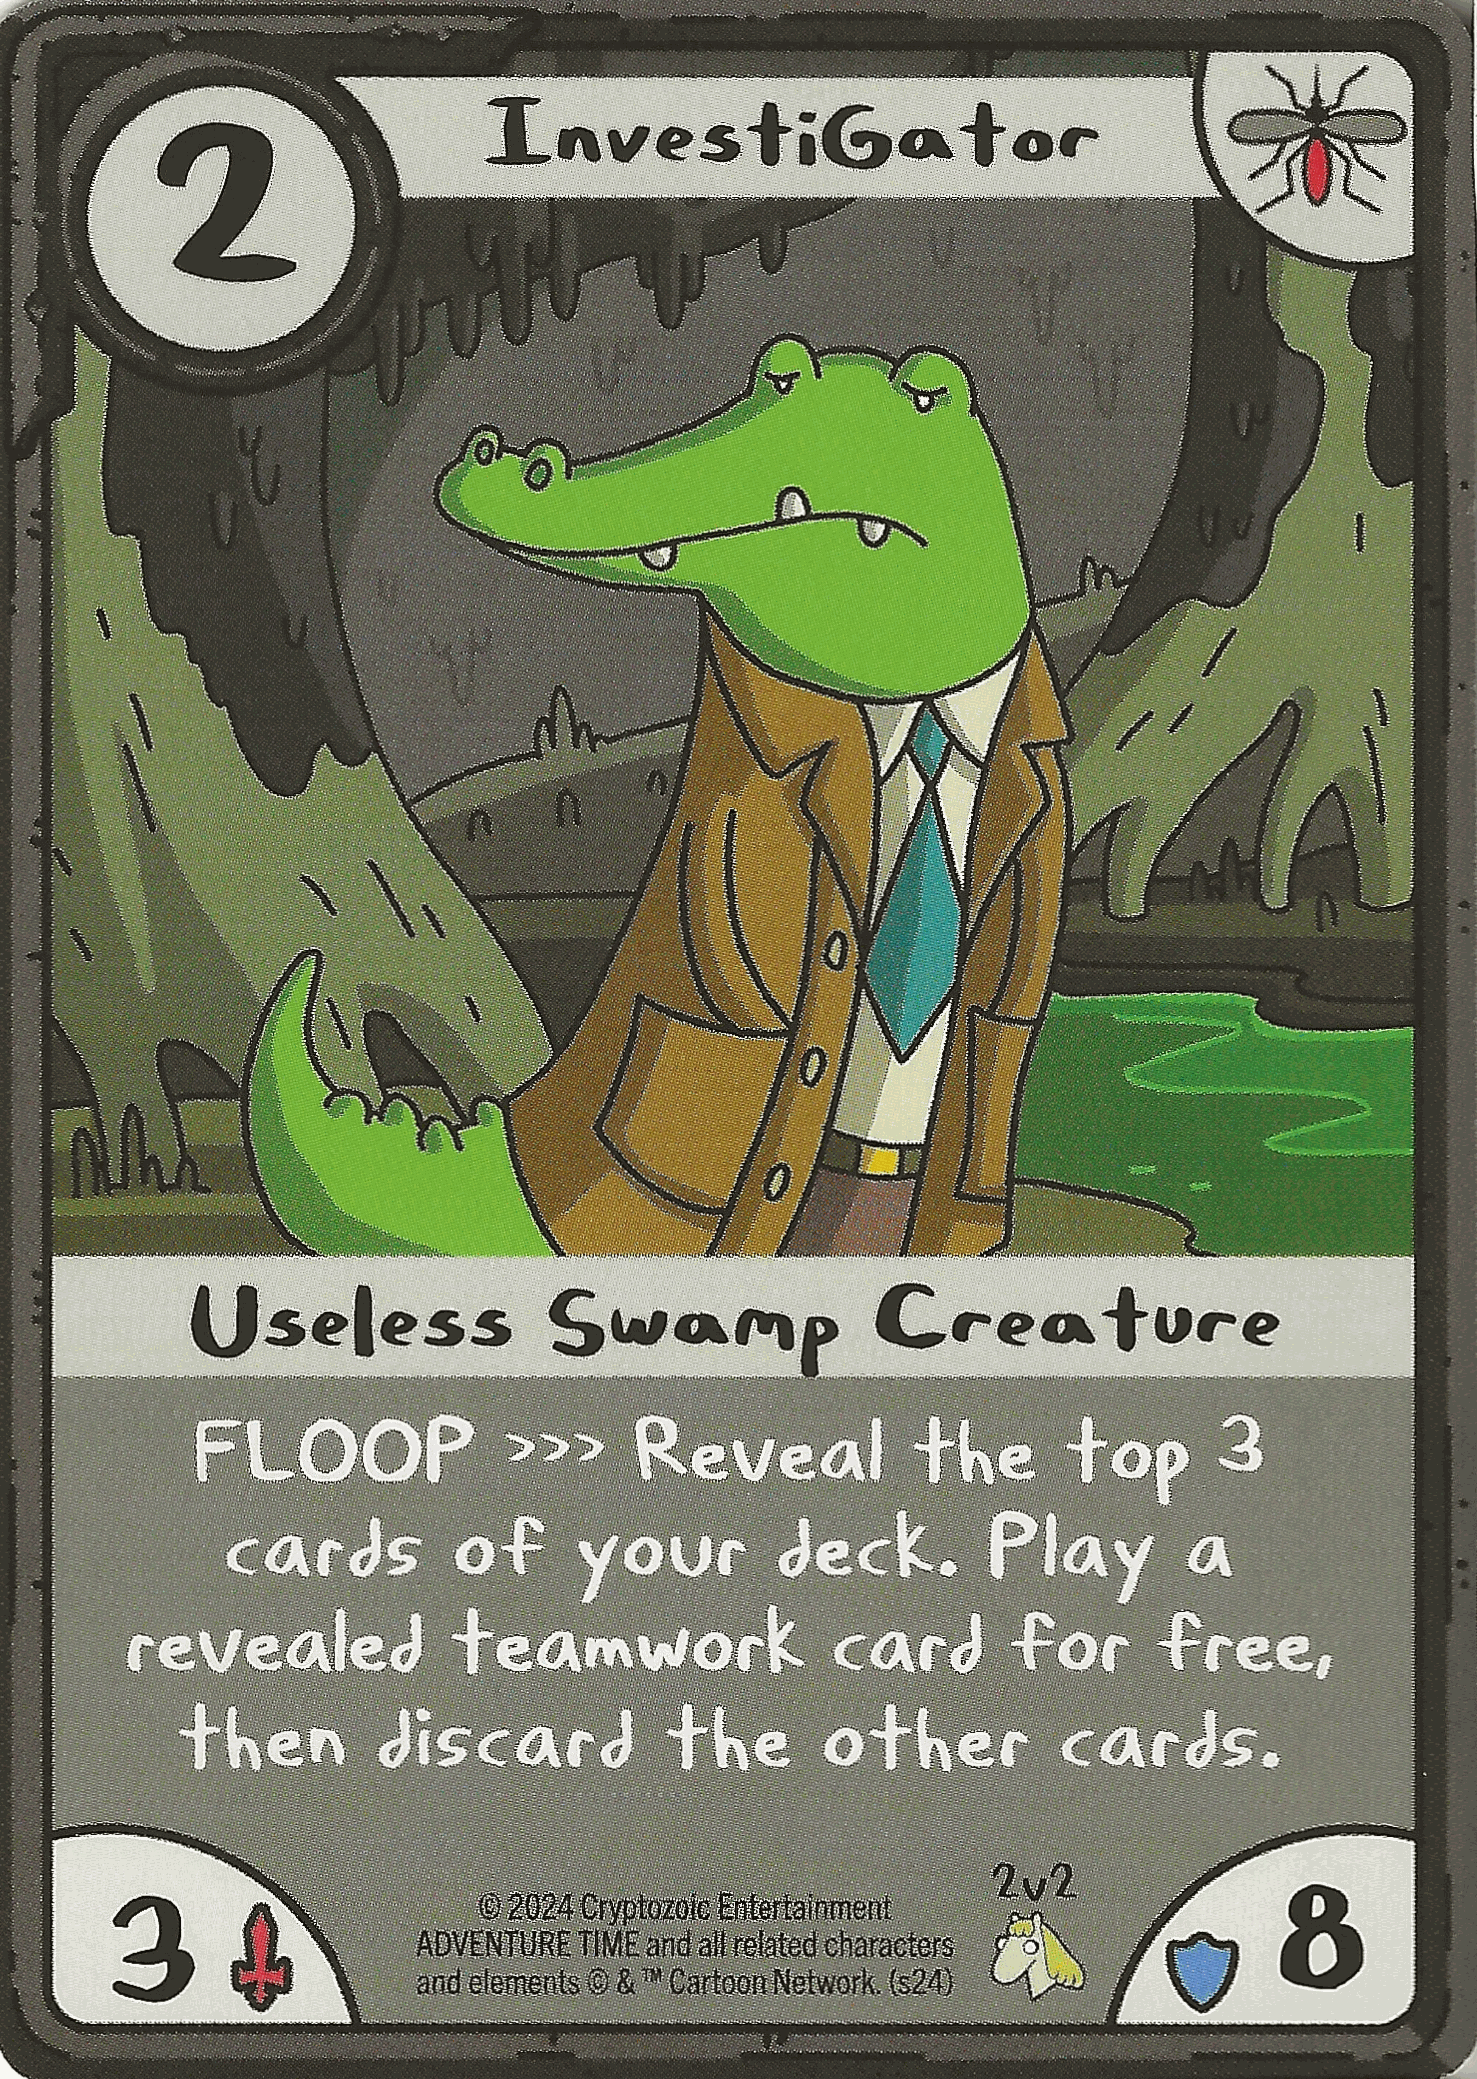 2
InvestiGator
Useless Swamp Creature
FLOOP >>> Reveal the top 3
cards of your deck. Play a
revealed teamwork card for free,
then discard the other cards.
3
© 2024 Cryptozoic Entertainment
ADVENTURE TIME and all related characters
and elements © & ™ Cartoon Network. (s24)
2v2
8